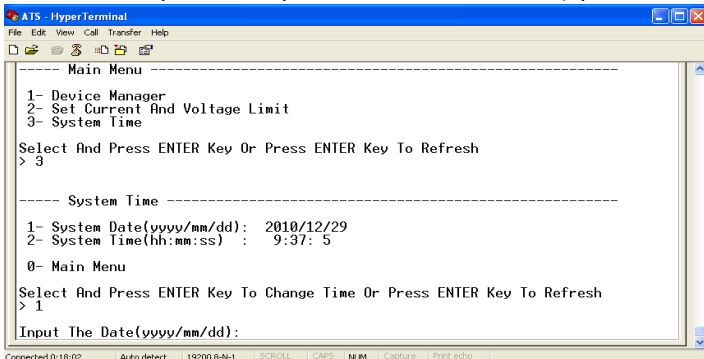 ATS - HyperTerminal
File Edit View Call Transfer Help
----- Main Menu -----------------------------------------------------
1- Device Manager
2- Set Current And Voltage Limit
3- System Time
Select And Press ENTER Key Or Press ENTER Key To Refresh
> 3
----- System Time ---------------------------------------------------
1- System Date(yyyy/mm/dd): 2010/12/29
2- System Time(hh:mm:ss) : 9:37: 5
0- Main Menu
Select And Press ENTER Key To Change Time Or Press ENTER Key To Refresh
> 1
Input The Date(yyyy/mm/dd):
Connected 0:18:02 Auto detect 19200 8-N-1 SCROLL CAPS NUM Capture Print echo